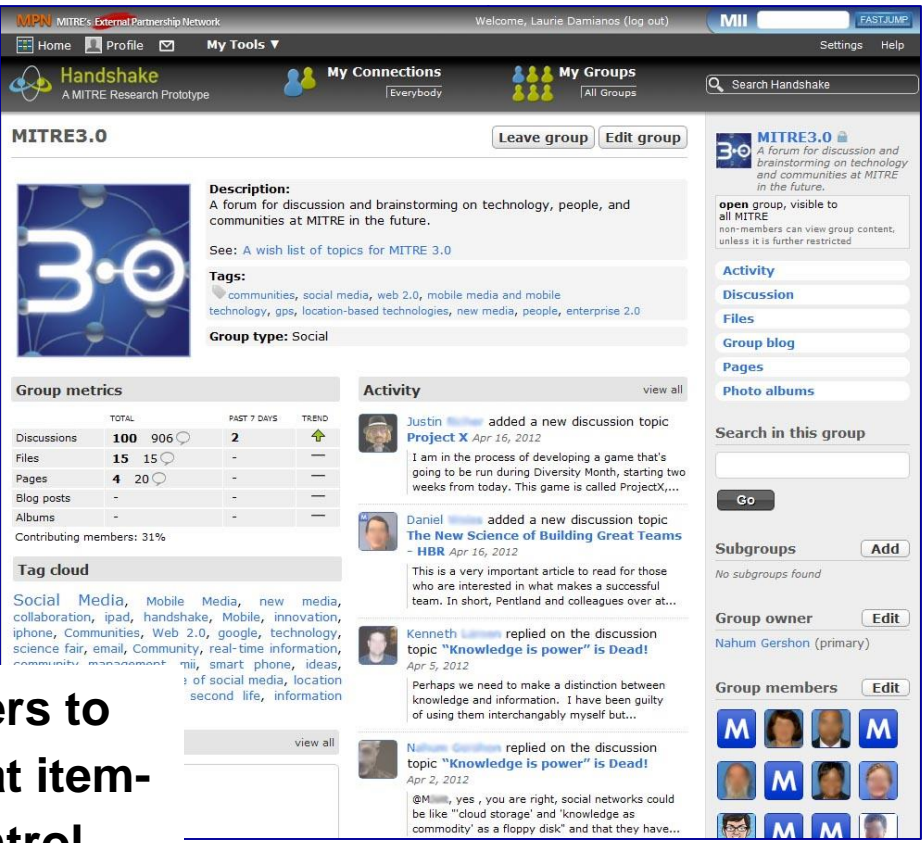 MPN MITRE's External Partnership Network
Welcome, Laurie Damianos (log out)
MII
FASTJUMP
Home Profile My Tools ▼
Settings Help
Handshake
A MITRE Research Prototype
My Connections
Everybody
My Groups
All Groups
Search Handshake
MITRE3.0
Leave group Edit group
3.0
Description:
A forum for discussion and brainstorming on technology, people, and
communities at MITRE in the future.
See: A wish list of topics for MITRE 3.0
Tags:
communities, social media, web 2.0, mobile media and mobile
technology, gps, location-based technologies, new media, people, enterprise 2.0
Group type: Social
Group metrics
TOTAL PAST 7 DAYS TREND
Discussions 100 906 2
Files 15 15 - —
Pages 4 20 - —
Blog posts - - —
Albums - - —
Contributing members: 31%
Tag cloud
Social Media, Mobile Media, new media,
collaboration, ipad, handshake, Mobile, innovation,
iphone, Communities, Web 2.0, google, technology,
science fair, email, Community, real-time information,
community management, mii, smart phone, ideas,
of social media, location
second life, information
ers to
at item-
ntrol
view all
Activity view all
Justin added a new discussion topic
Project X Apr 16, 2012
I am in the process of developing a game that's
going to be run during Diversity Month, starting two
weeks from today. This game is called ProjectX,...
Daniel added a new discussion topic
The New Science of Building Great Teams
- HBR Apr 16, 2012
This is a very important article to read for those
who are interested in what makes a successful
team. In short, Pentland and colleagues over at...
Kenneth replied on the discussion
topic "Knowledge is power" is Dead!
Apr 5, 2012
Perhaps we need to make a distinction between
knowledge and information. I have been guilty
of using them interchangably myself but...
replied on the discussion
topic "Knowledge is power" is Dead!
Apr 2, 2012
yes , you are right, social networks could
be like "'cloud storage' and 'knowledge as
commodity' as a floppy disk" and that they have...
3.0
MITRE3.0
A forum for discussion and
brainstorming on technology
and communities at MITRE
in the future.
open group, visible to
all MITRE
non-members can view group content,
unless it is further restricted
Activity
Discussion
Files
Group blog
Pages
Photo albums
Search in this group
Go
Subgroups Add
No subgroups found
Group owner Edit
Nahum Gershon (primary)
Group members Edit
M M
M
M M